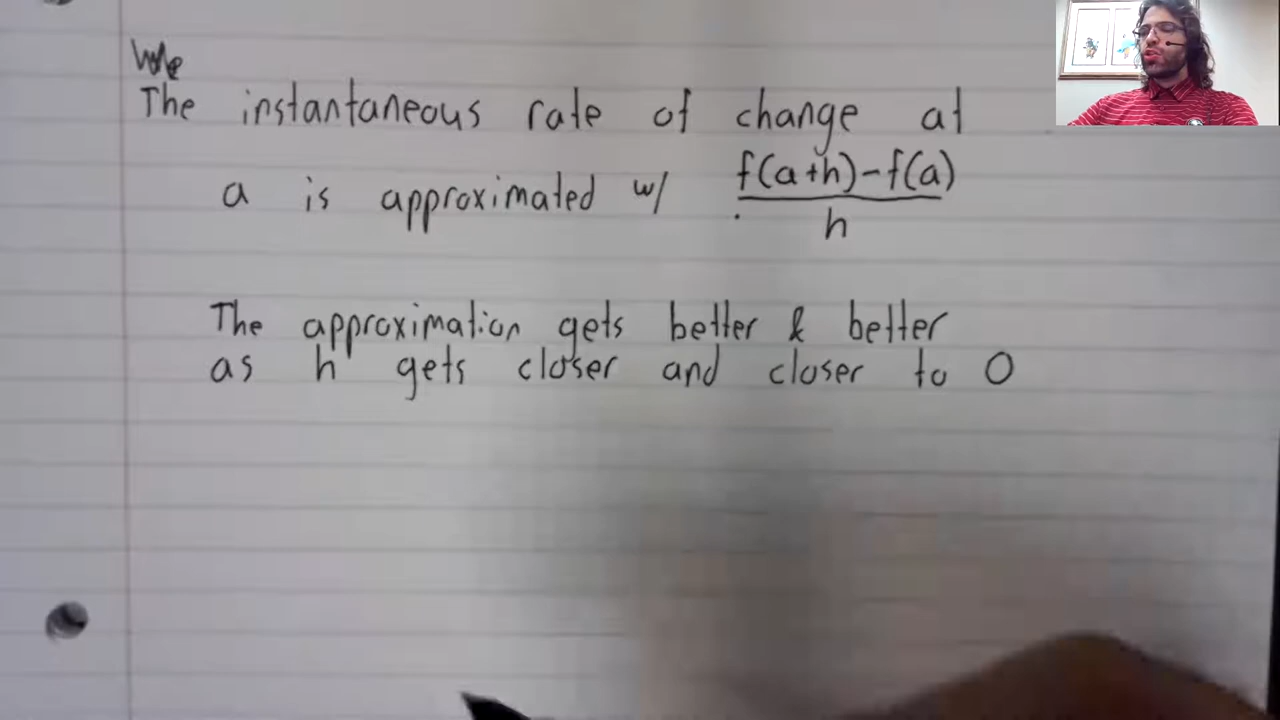 The instantaneous rate of change at
a is approximated w/ f(a+h)-f(a)
h
The approximation gets better & better
as h gets closer and closer to 0